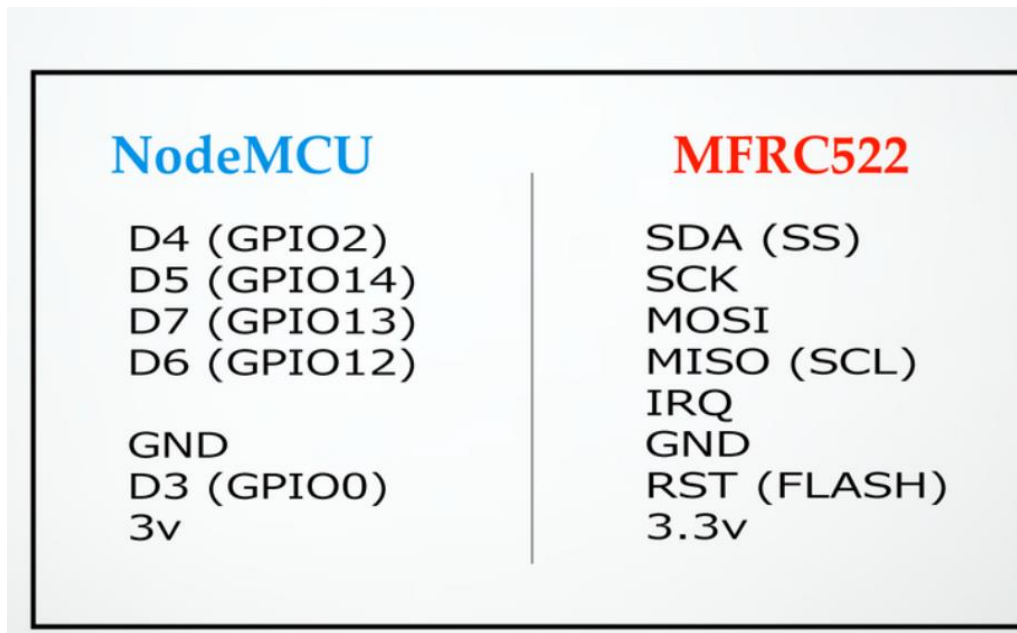 NodeMCU MFRC522
D4 (GPIO2) SDA (SS)
D5 (GPIO14) SCK
D7 (GPIO13) MOSI
D6 (GPIO12) MISO (SCL)
IRQ
GND GND
D3 (GPIO0) RST (FLASH)
3v 3.3v